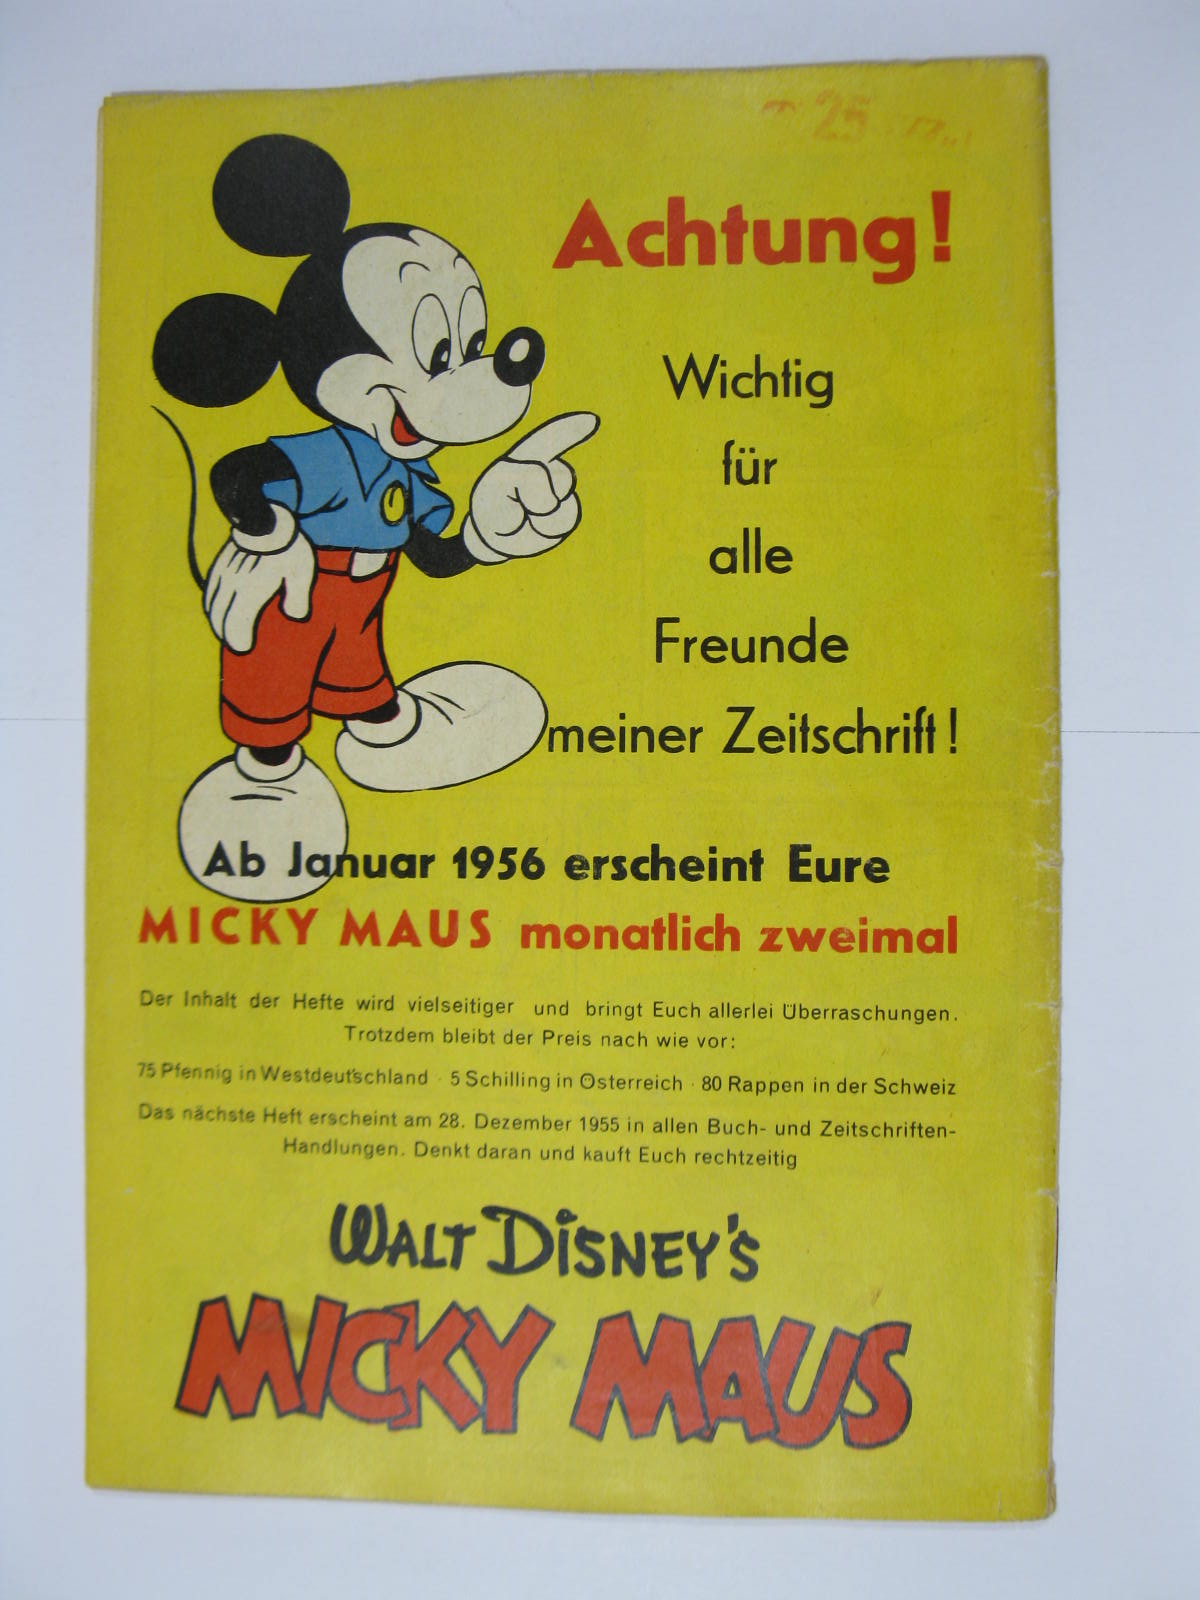 25
Achtung!
Wichtig
für
alle
Freunde
meiner Zeitschrift!
Ab Januar 1956 erscheint Eure
MICKY MAUS monatlich zweimal
Der Inhalt der Hefte wird vielseitiger und bringt Euch allerlei Überraschungen.
Trotzdem bleibt der Preis nach wie vor:
75 Pfennig in Westdeutschland · 5 Schilling in Österreich · 80 Rappen in der Schweiz
Das nächste Heft erscheint am 28. Dezember 1955 in allen Buch- und Zeitschriften-
Handlungen. Denkt daran und kauft Euch rechtzeitig
WALT DISNEY'S
MICKY MAUS